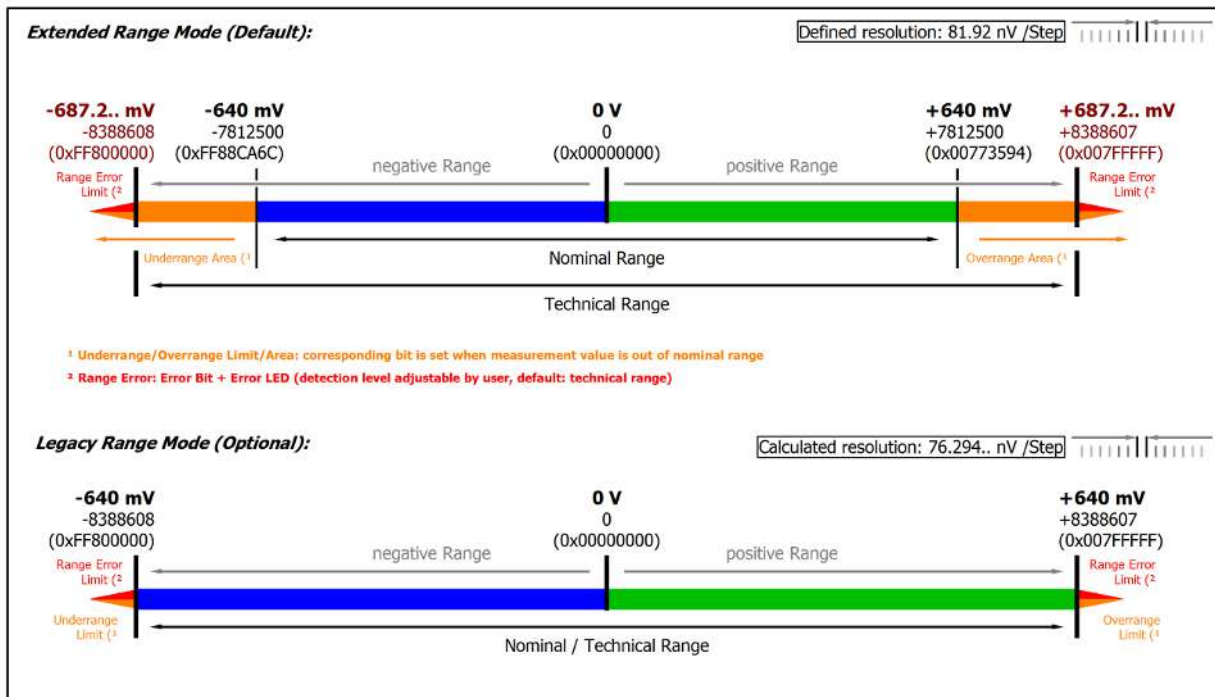 Extended Range Mode (Default):
Defined resolution: 81.92 nV /Step
-687.2.. mV
-8388608
(0xFF800000)
-640 mV
-7812500
(0xFF88CA6C)
0 V
0
(0x00000000)
+640 mV
+7812500
(0x00773594)
+687.2.. mV
+8388607
(0x007FFFFF)
negative Range
positive Range
Range Error
Limit (²
Range Error
Limit (²
Underrange Area (¹
Nominal Range
Overrange Area (¹
Technical Range
¹ Underrange/Overrange Limit/Area: corresponding bit is set when measurement value is out of nominal range
² Range Error: Error Bit + Error LED (detection level adjustable by user, default: technical range)
Legacy Range Mode (Optional):
Calculated resolution: 76.294.. nV /Step
-640 mV
-8388608
(0xFF800000)
0 V
0
(0x00000000)
+640 mV
+8388607
(0x007FFFFF)
negative Range
positive Range
Range Error
Limit (²
Range Error
Limit (²
Underrange
Limit (¹
Overrange
Limit (¹
Nominal / Technical Range